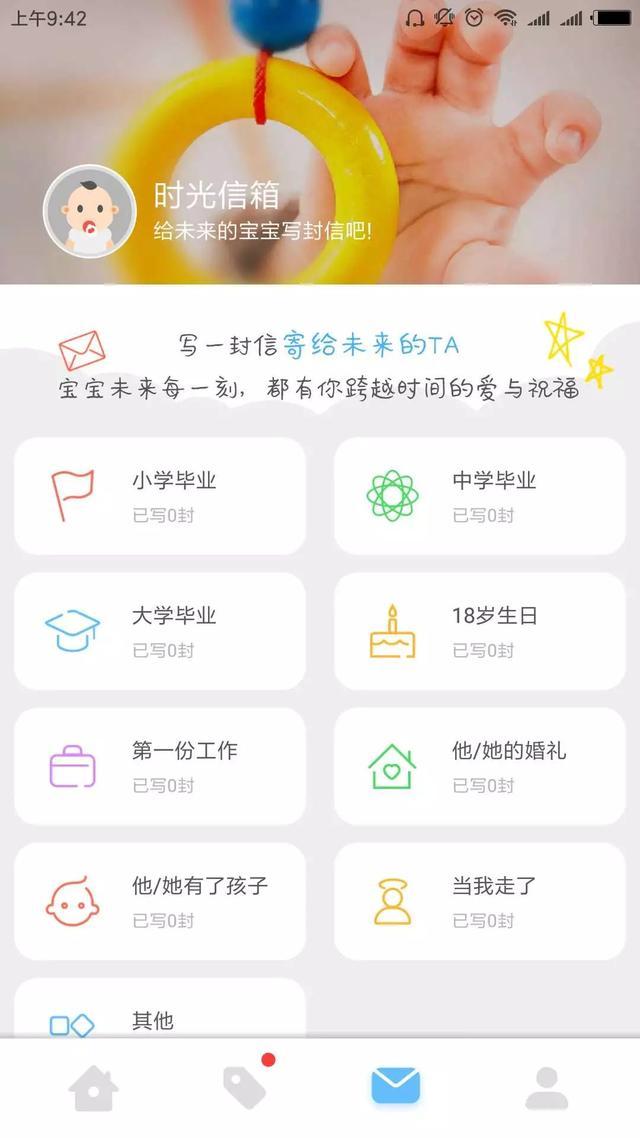 上午9:42
时光信箱
给未来的宝宝写封信吧!
写一封信寄给未来的TA
宝宝未来每一刻，都有你跨越时间的爱与祝福
小学毕业
已写0封
中学毕业
已写0封
大学毕业
已写0封
18岁生日
已写0封
第一份工作
已写0封
他/她的婚礼
已写0封
他/她有了孩子
已写0封
当我走了
已写0封
其他